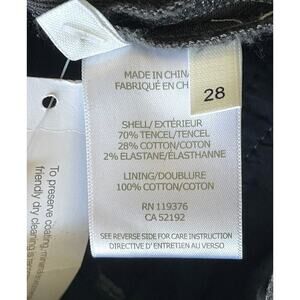 MADE IN CHINA
FABRIQUÉ EN
28
SHELL/EXTÉRIEUR
70% TENCEL/TENCEL
28% COTTON/COTON
2% ELASTANE/ÉLASTHANNE
LINING/DOUBLURE
100% COTTON/COTON
RN 119376
CA 52192
SEE REVERSE SIDE FOR CARE INSTRUCTION
DIRECTIVE D'ENTRETIEN AU VERSO
To preserve coating,
friendly dry cleaning is